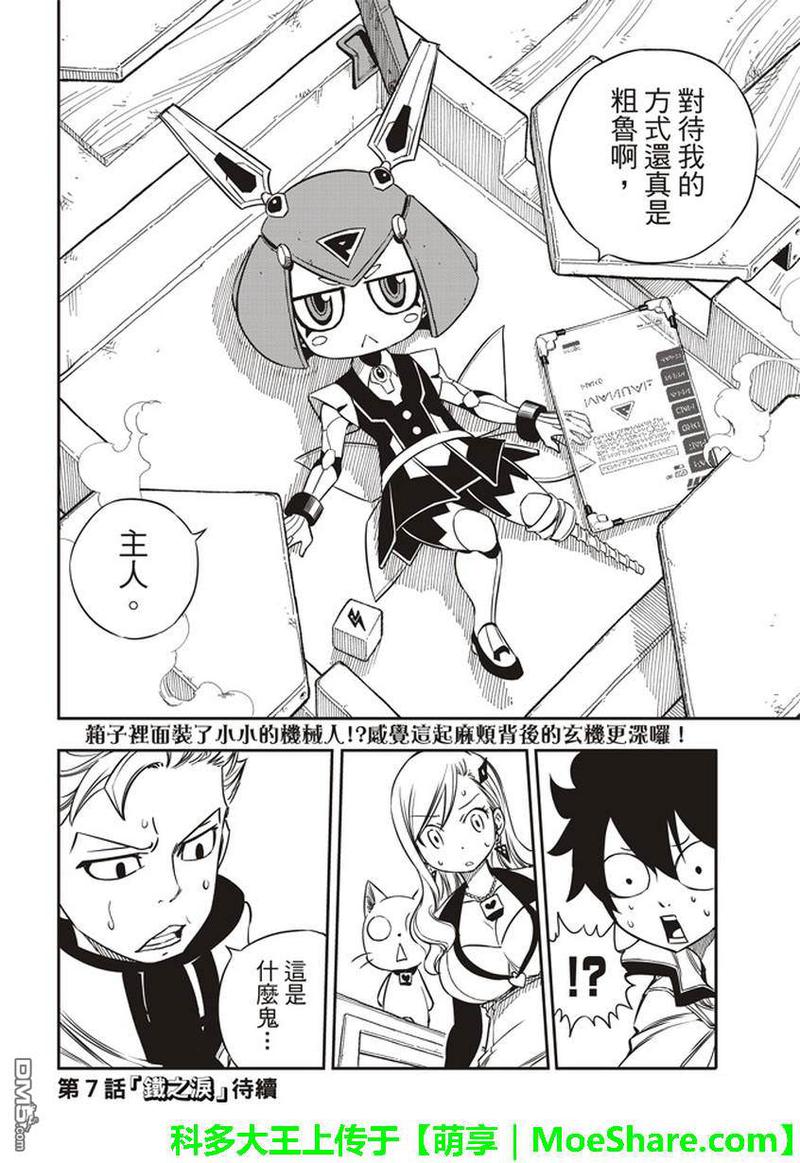 對待我的
方式還真是
粗魯啊，
MANUAL
主人。
箱子裡面裝了小小的機械人!?感覺這起麻煩背後的玄機更深囉！
!?
這是
什麼鬼…
第7話「鐵之淚」待續
DM5
.com
科多大王上传于【萌享｜MoeShare.com】